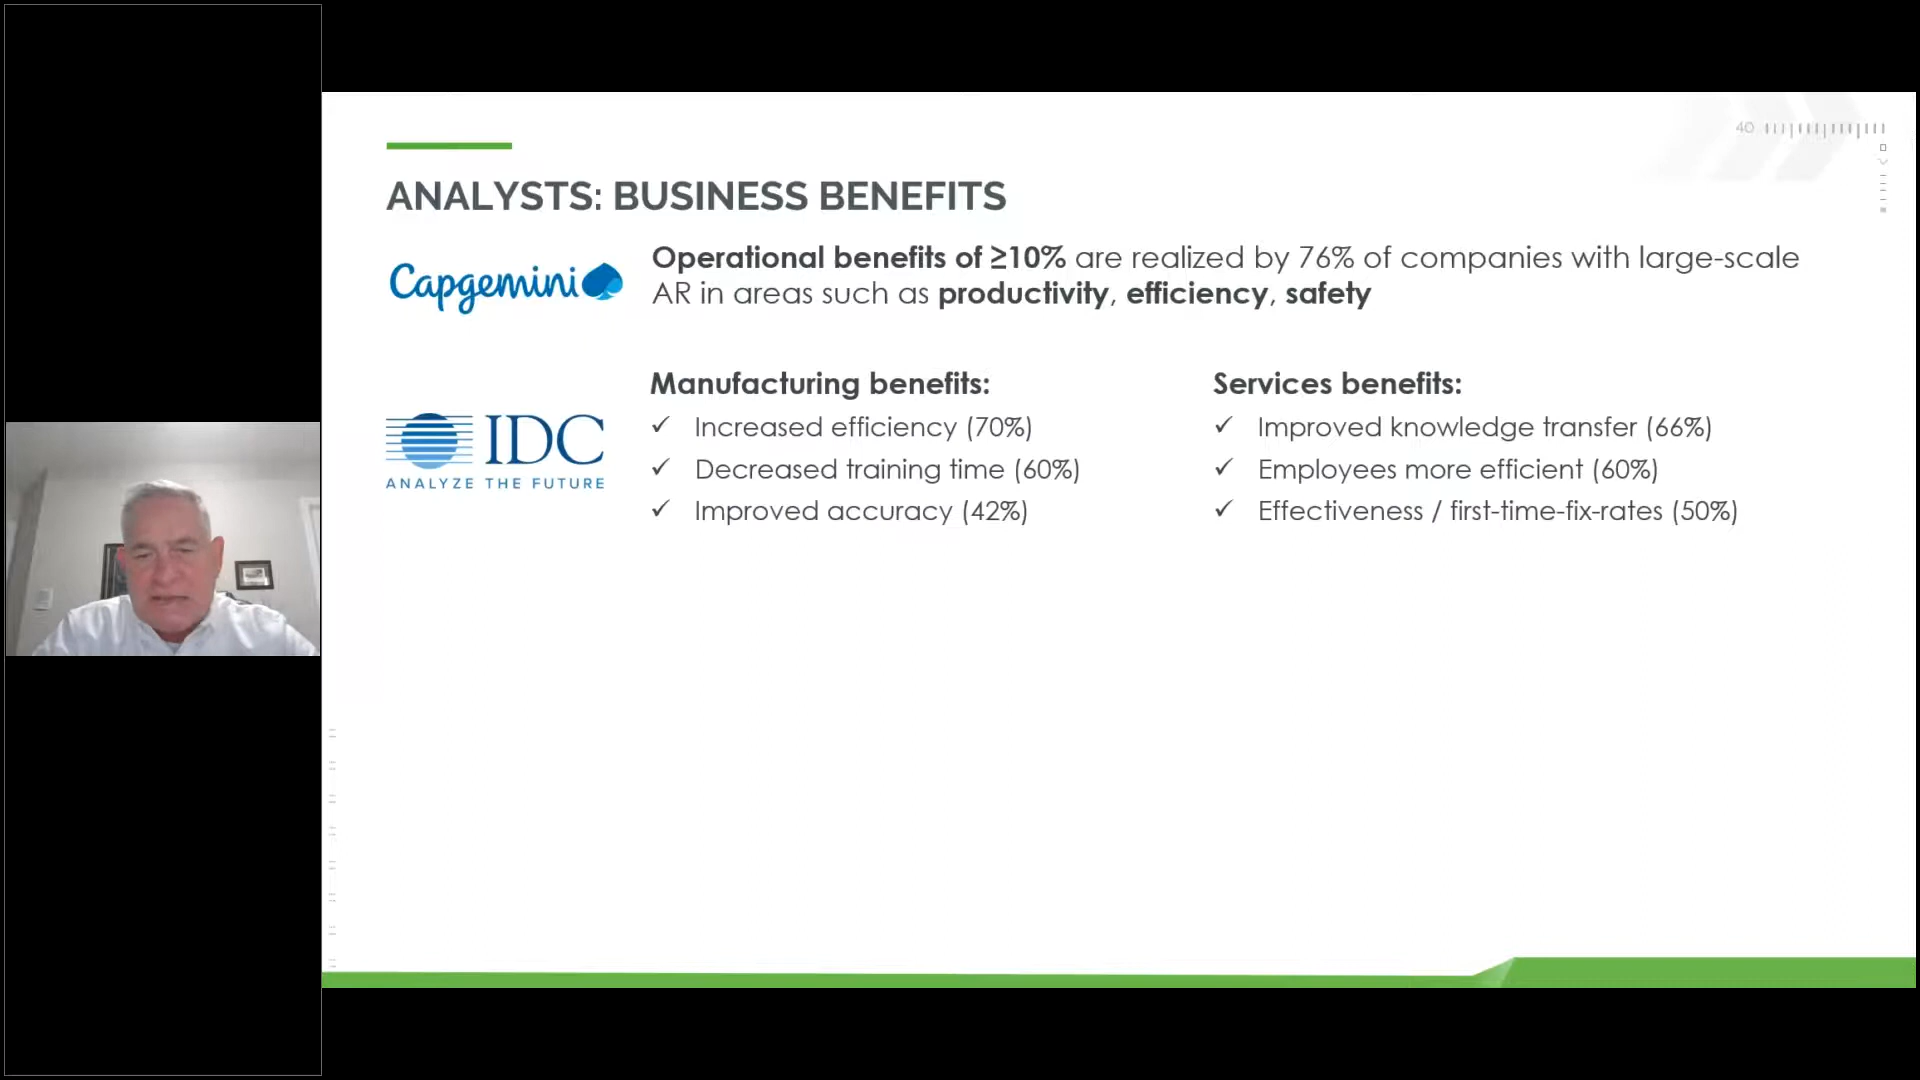 40
ANALYSTS: BUSINESS BENEFITS
Capgemini
Operational benefits of ≥10% are realized by 76% of companies with large-scale
AR in areas such as productivity, efficiency, safety
IDC
ANALYZE THE FUTURE
Manufacturing benefits:
✓ Increased efficiency (70%)
✓ Decreased training time (60%)
✓ Improved accuracy (42%)
Services benefits:
✓ Improved knowledge transfer (66%)
✓ Employees more efficient (60%)
✓ Effectiveness / first-time-fix-rates (50%)